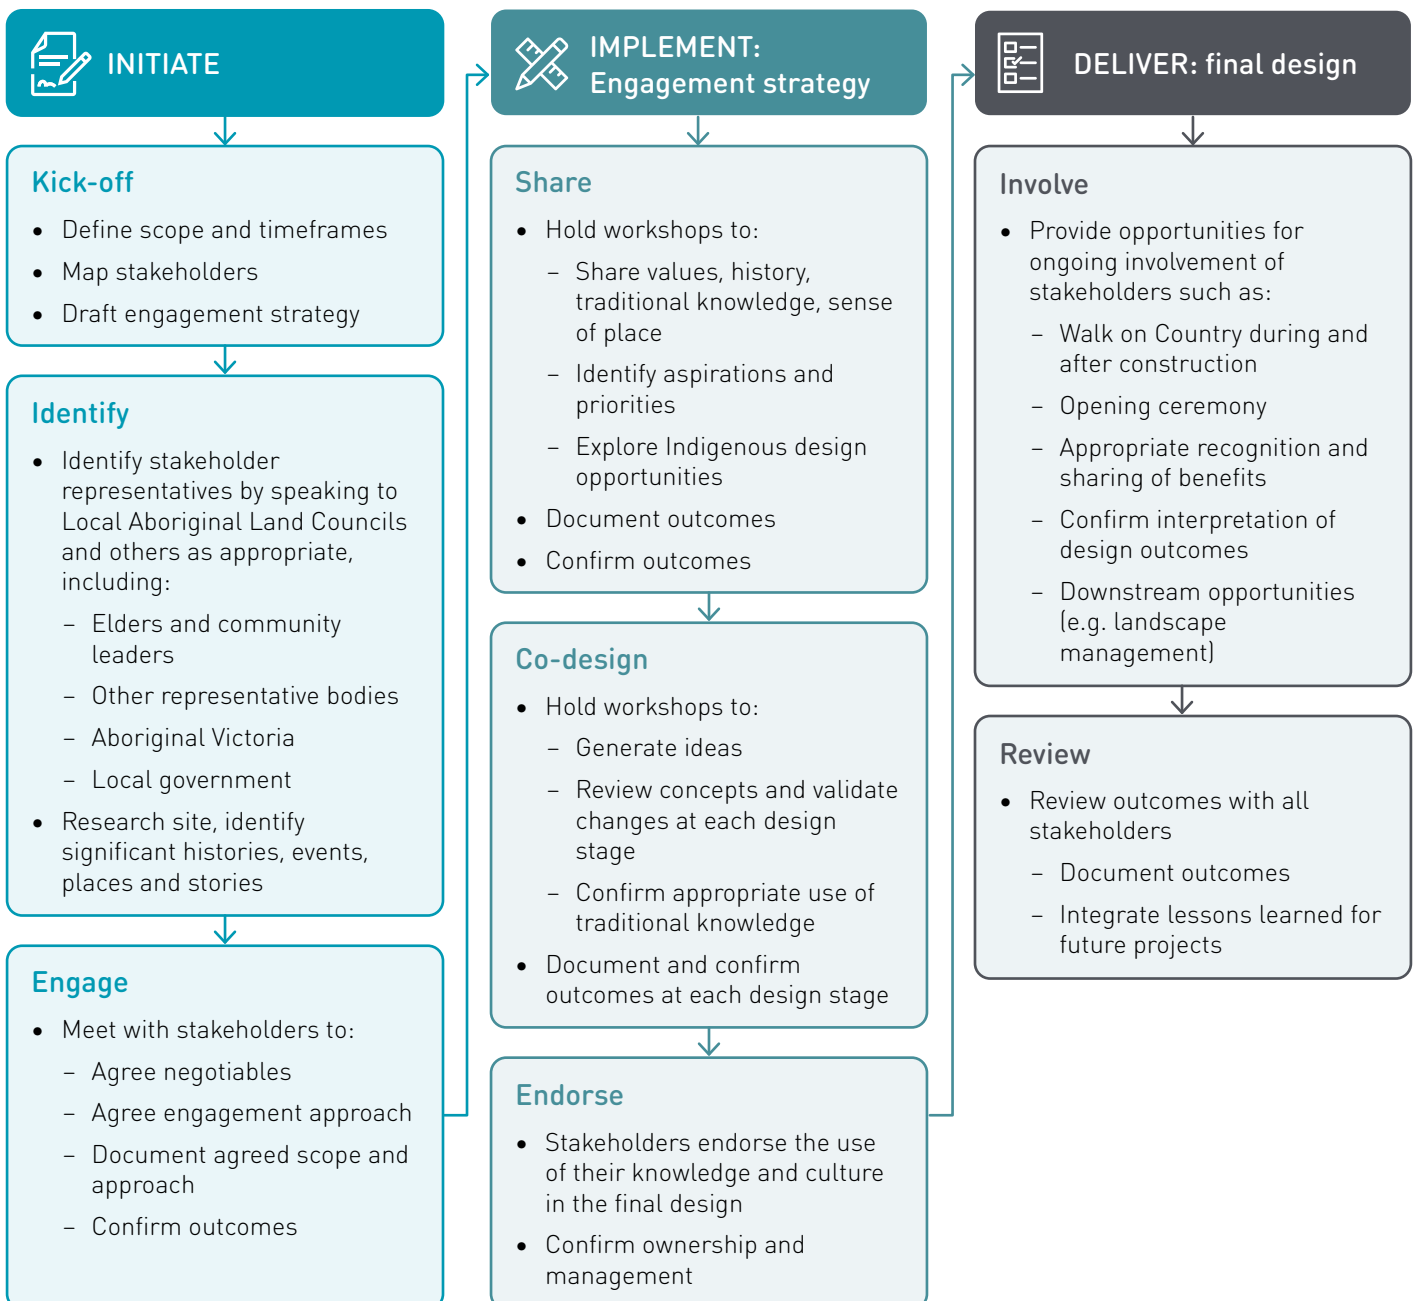 INITIATE
Kick-off
• Define scope and timeframes
• Map stakeholders
• Draft engagement strategy
Identify
• Identify stakeholder
representatives by speaking to
Local Aboriginal Land Councils
and others as appropriate,
including:
– Elders and community
leaders
– Other representative bodies
– Aboriginal Victoria
– Local government
• Research site, identify
significant histories, events,
places and stories
Engage
• Meet with stakeholders to:
– Agree negotiables
– Agree engagement approach
– Document agreed scope and
approach
– Confirm outcomes
IMPLEMENT:
Engagement strategy
Share
• Hold workshops to:
– Share values, history,
traditional knowledge, sense
of place
– Identify aspirations and
priorities
– Explore Indigenous design
opportunities
• Document outcomes
• Confirm outcomes
Co-design
• Hold workshops to:
– Generate ideas
– Review concepts and validate
changes at each design
stage
– Confirm appropriate use of
traditional knowledge
• Document and confirm
outcomes at each design stage
Endorse
• Stakeholders endorse the use
of their knowledge and culture
in the final design
• Confirm ownership and
management
DELIVER: final design
Involve
• Provide opportunities for
ongoing involvement of
stakeholders such as:
– Walk on Country during and
after construction
– Opening ceremony
– Appropriate recognition and
sharing of benefits
– Confirm interpretation of
design outcomes
– Downstream opportunities
(e.g. landscape
management)
Review
• Review outcomes with all
stakeholders
– Document outcomes
– Integrate lessons learned for
future projects